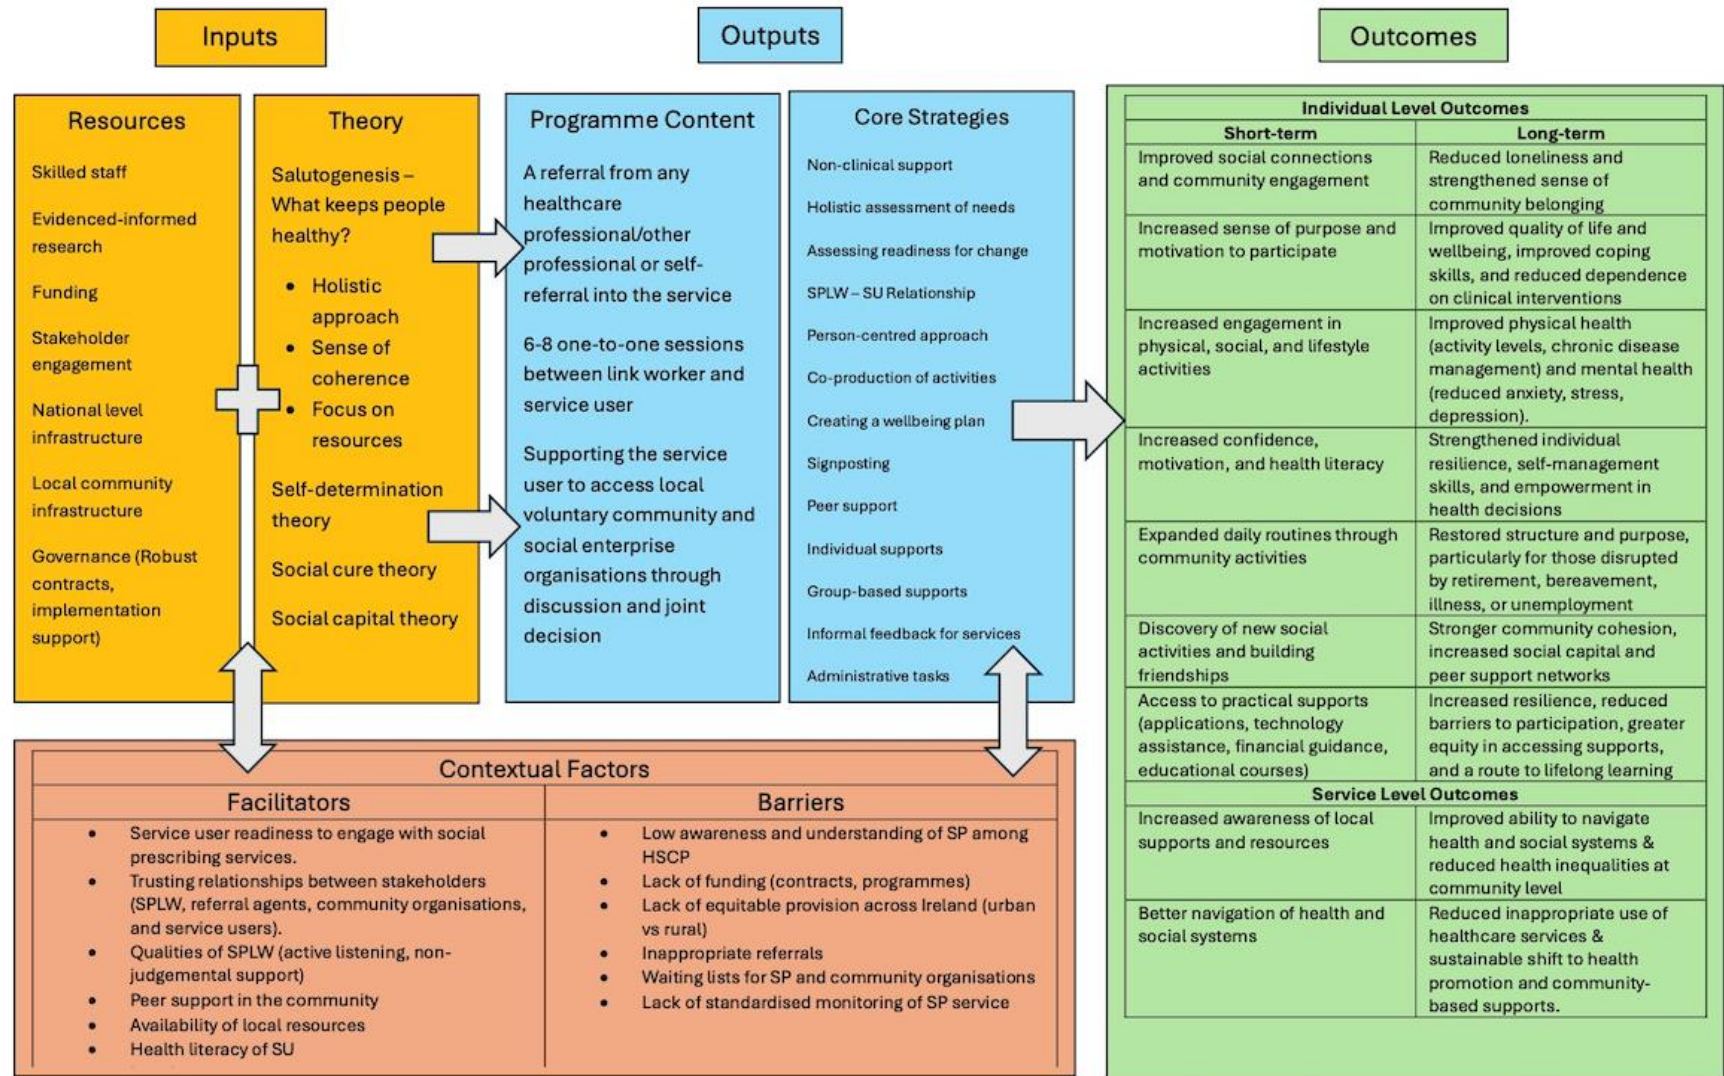 Inputs
Outputs
Outcomes
Resources
Skilled staff
Evidenced-informed
research
Funding
Stakeholder
engagement
National level
infrastructure
Local community
infrastructure
Governance (Robust
contracts,
implementation
support)
Theory
Salutogenesis –
What keeps people
healthy?
• Holistic
approach
• Sense of
coherence
• Focus on
resources
Self-determination
theory
Social cure theory
Social capital theory
Programme Content
A referral from any
healthcare
professional/other
professional or self-
referral into the service
6-8 one-to-one sessions
between link worker and
service user
Supporting the service
user to access local
voluntary community and
social enterprise
organisations through
discussion and joint
decision
Core Strategies
Non-clinical support
Holistic assessment of needs
Assessing readiness for change
SPLW – SU Relationship
Person-centred approach
Co-production of activities
Creating a wellbeing plan
Signposting
Peer support
Individual supports
Group-based supports
Informal feedback for services
Administrative tasks
Individual Level Outcomes
Short-term
Long-term
Improved social connections
and community engagement
Reduced loneliness and
strengthened sense of
community belonging
Increased sense of purpose and
motivation to participate
Improved quality of life and
wellbeing, improved coping
skills, and reduced dependence
on clinical interventions
Increased engagement in
physical, social, and lifestyle
activities
Improved physical health
(activity levels, chronic disease
management) and mental health
(reduced anxiety, stress,
depression).
Increased confidence,
motivation, and health literacy
Strengthened individual
resilience, self-management
skills, and empowerment in
health decisions
Expanded daily routines through
community activities
Restored structure and purpose,
particularly for those disrupted
by retirement, bereavement,
illness, or unemployment
Discovery of new social
activities and building
friendships
Stronger community cohesion,
increased social capital and
peer support networks
Access to practical supports
(applications, technology
assistance, financial guidance,
educational courses)
Increased resilience, reduced
barriers to participation, greater
equity in accessing supports,
and a route to lifelong learning
Service Level Outcomes
Increased awareness of local
supports and resources
Improved ability to navigate
health and social systems &
reduced health inequalities at
community level
Better navigation of health and
social systems
Reduced inappropriate use of
healthcare services &
sustainable shift to health
promotion and community-
based supports.
Contextual Factors
Facilitators
• Service user readiness to engage with social
prescribing services.
• Trusting relationships between stakeholders
(SPLW, referral agents, community organisations,
and service users).
• Qualities of SPLW (active listening, non-
judgemental support)
• Peer support in the community
• Availability of local resources
• Health literacy of SU
Barriers
• Low awareness and understanding of SP among
HSCP
• Lack of funding (contracts, programmes)
• Lack of equitable provision across Ireland (urban
vs rural)
• Inappropriate referrals
• Waiting lists for SP and community organisations
• Lack of standardised monitoring of SP service